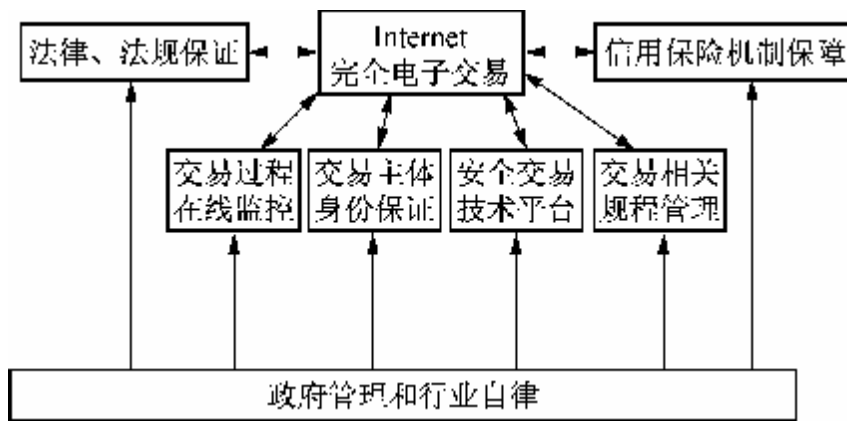 法律、法规保证
Internet
完全电子交易
信用保险机制保障
交易过程
在线监控
交易主体
身份保证
安全交易
技术平台
交易相关
规程管理
政府管理和行业自律